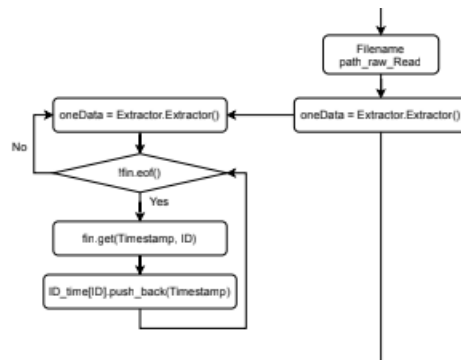 Filename
path_raw_Read
oneData = Extractor.Extractor()
oneData = Extractor.Extractor()
No
!fin.eof()
Yes
fin.get(Timestamp, ID)
ID_time[ID].push_back(Timestamp)